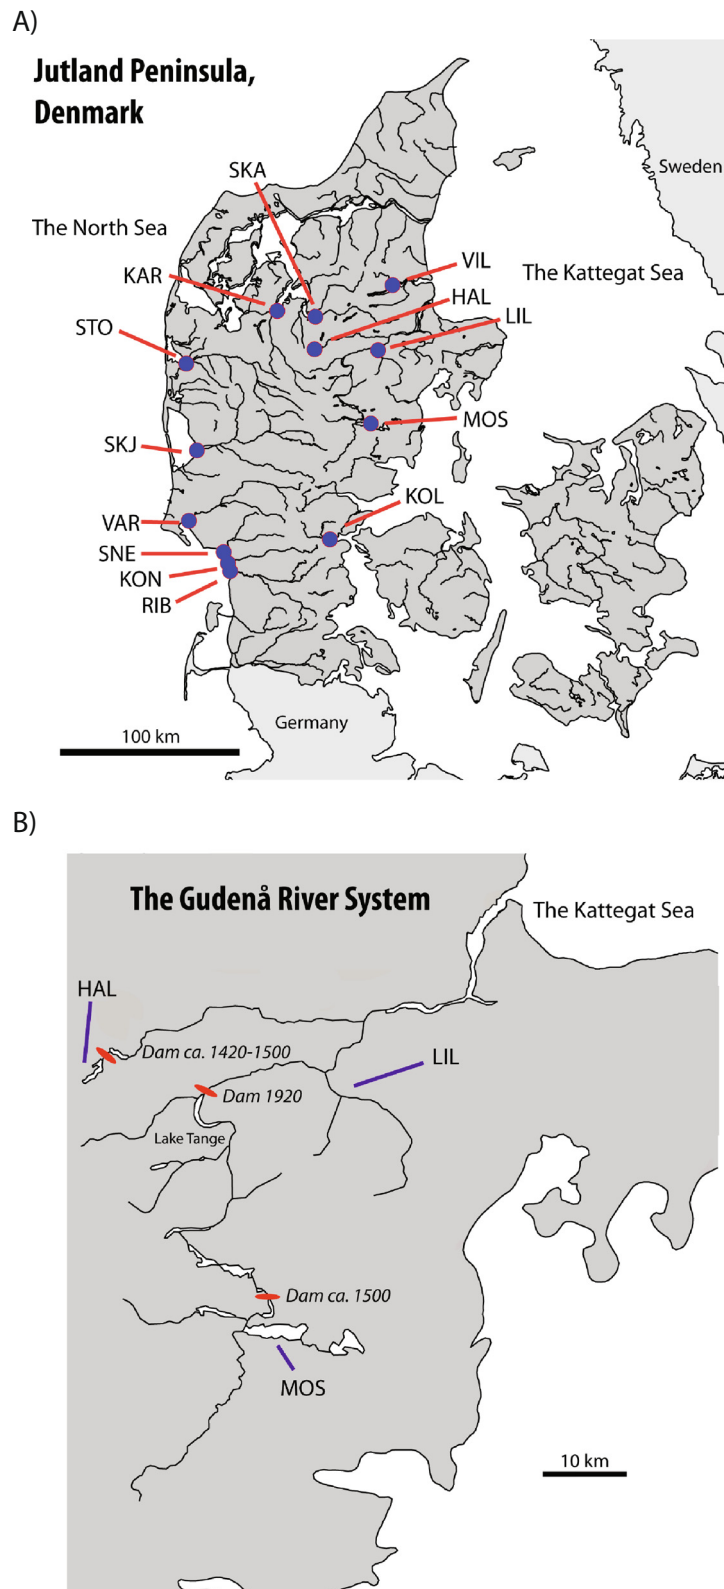 A)
Jutland Peninsula,
Denmark
SKA
Sweden
The North Sea
VIL
The Kattegat Sea
KAR
HAL
LIL
STO
MOS
SKJ
KOL
VAR
SNE
KON
RIB
Germany
100 km
B)
The Gudenå River System
The Kattegat Sea
HAL
Dam ca. 1420-1500
LIL
Dam 1920
Lake Tange
Dam ca. 1500
MOS
10 km